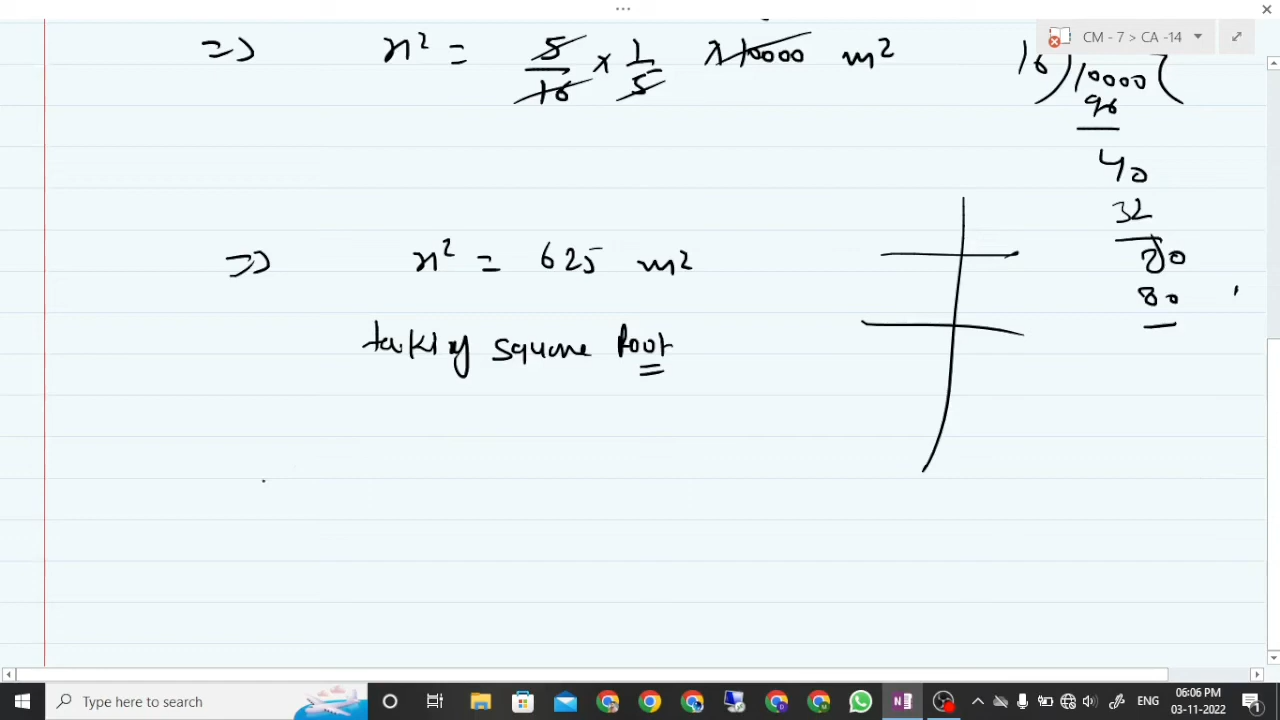 CM - 7 > CA -14
=> x² = 5/16 × 1/5 × 10000 m²
16)10000(
96
40
32
80
80
=> x² = 625 m²
taking square Root
Type here to search
ENG
06:06 PM
03-11-2022
1